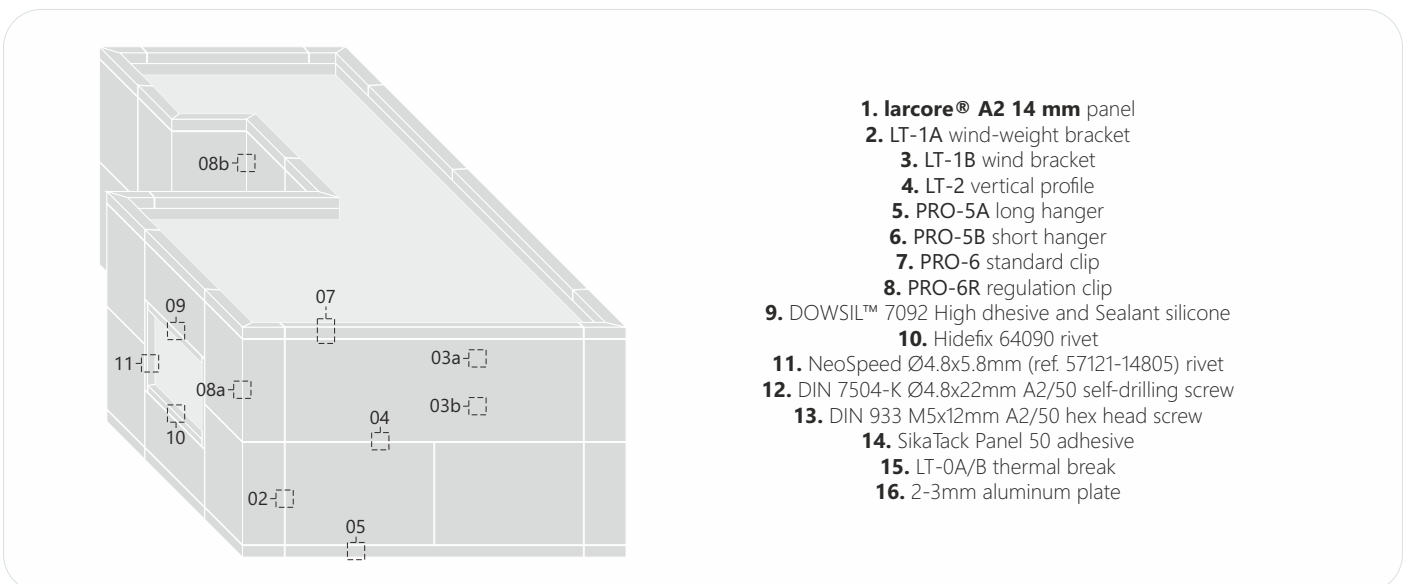 08b
07
09
03a
11
08a
03b
04
10
02
05
1. larcore® A2 14 mm panel
2. LT-1A wind-weight bracket
3. LT-1B wind bracket
4. LT-2 vertical profile
5. PRO-5A long hanger
6. PRO-5B short hanger
7. PRO-6 standard clip
8. PRO-6R regulation clip
9. DOWSIL™ 7092 High dhesive and Sealant silicone
10. Hidefix 64090 rivet
11. NeoSpeed Ø4.8x5.8mm (ref. 57121-14805) rivet
12. DIN 7504-K Ø4.8x22mm A2/50 self-drilling screw
13. DIN 933 M5x12mm A2/50 hex head screw
14. SikaTack Panel 50 adhesive
15. LT-0A/B thermal break
16. 2-3mm aluminum plate